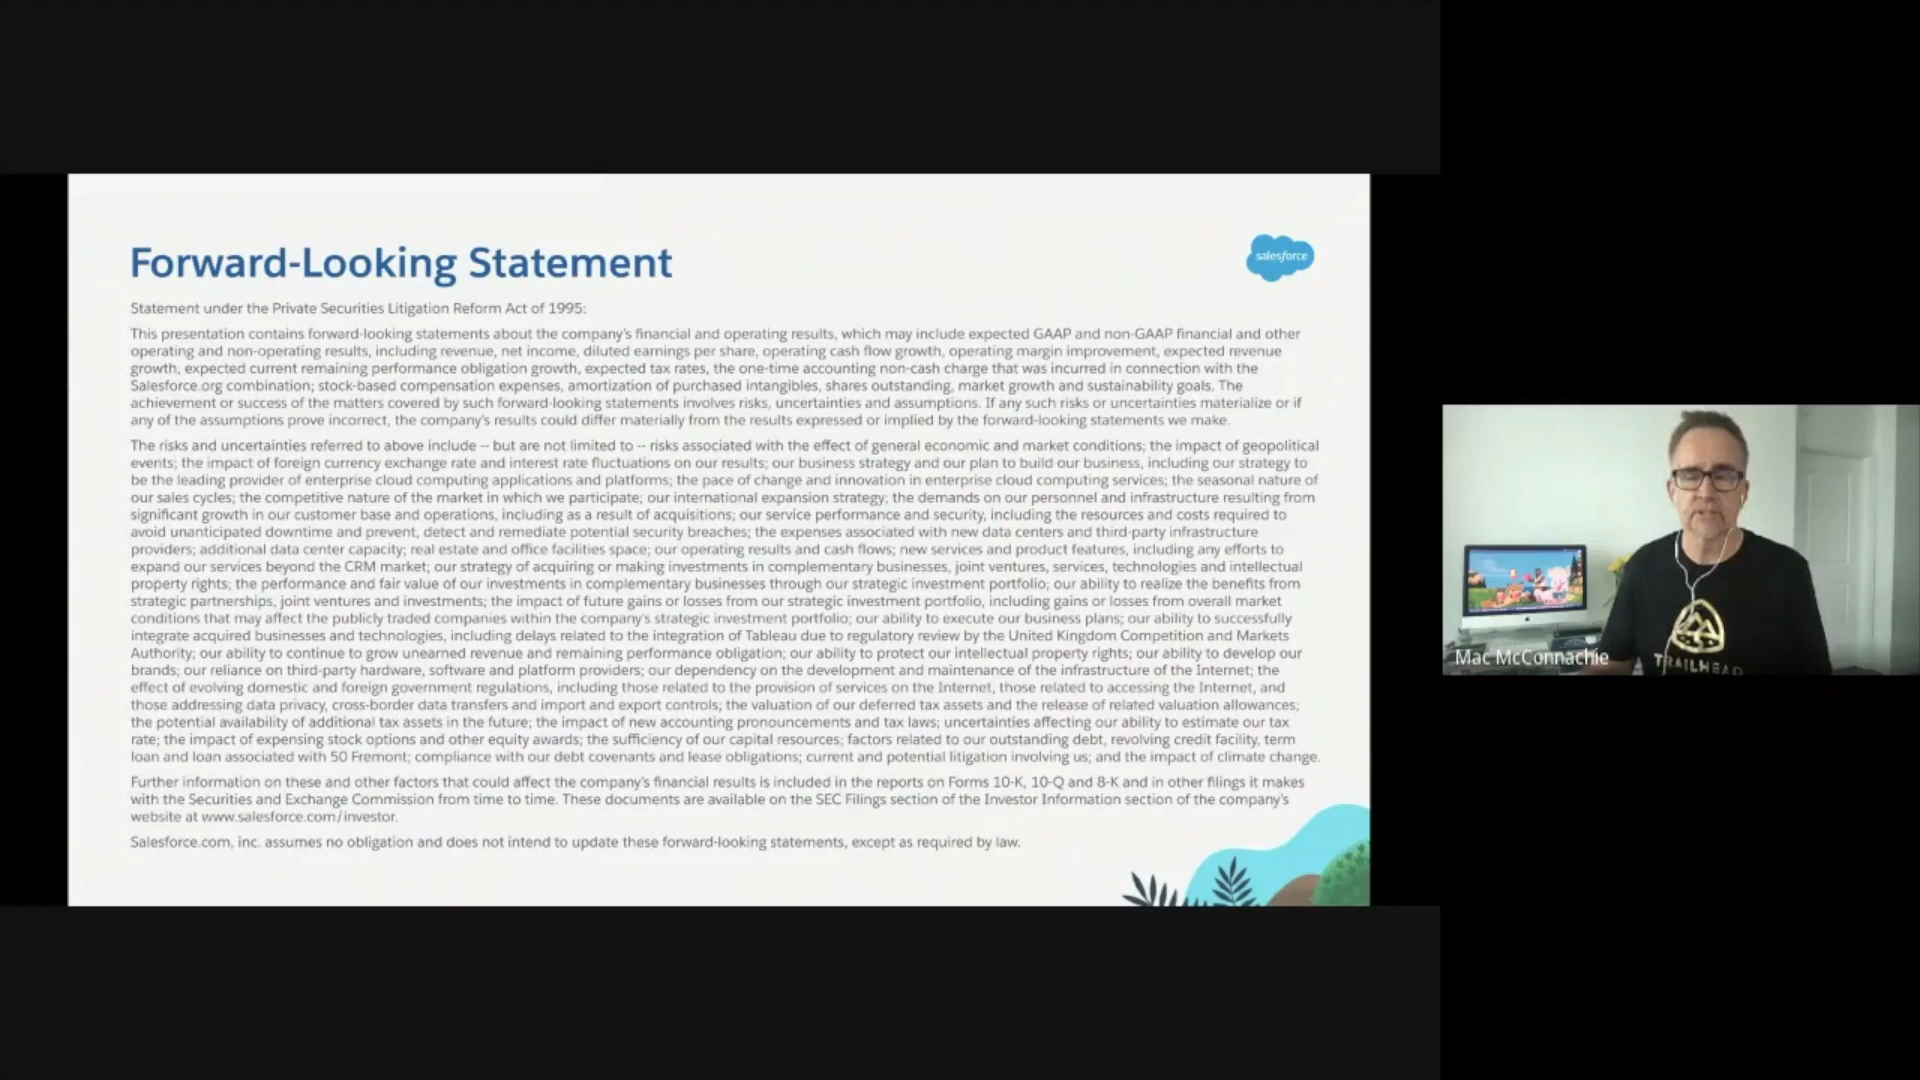 Forward-Looking Statement
salesforce
Statement under the Private Securities Litigation Reform Act of 1995:
This presentation contains forward-looking statements about the company's financial and operating results, which may include expected GAAP and non-GAAP financial and other
operating and non-operating results, including revenue, net income, diluted earnings per share, operating cash flow growth, operating margin improvement, expected revenue
growth, expected current remaining performance obligation growth, expected tax rates, the one-time accounting non-cash charge that was incurred in connection with the
Salesforce.org combination; stock-based compensation expenses, amortization of purchased intangibles, shares outstanding, market growth and sustainability goals. The
achievement or success of the matters covered by such forward-looking statements involves risks, uncertainties and assumptions. If any such risks or uncertainties materialize or if
any of the assumptions prove incorrect, the company's results could differ materially from the results expressed or implied by the forward-looking statements we make.
The risks and uncertainties referred to above include -- but are not limited to -- risks associated with the effect of general economic and market conditions; the impact of geopolitical
events; the impact of foreign currency exchange rate and interest rate fluctuations on our results; our business strategy and our plan to build our business, including our strategy to
be the leading provider of enterprise cloud computing applications and platforms; the pace of change and innovation in enterprise cloud computing services; the seasonal nature of
our sales cycles; the competitive nature of the market in which we participate; our international expansion strategy; the demands on our personnel and infrastructure resulting from
significant growth in our customer base and operations, including as a result of acquisitions; our service performance and security, including the resources and costs required to
avoid unanticipated downtime and prevent, detect and remediate potential security breaches; the expenses associated with new data centers and third-party infrastructure
providers; additional data center capacity; real estate and office facilities space; our operating results and cash flows; new services and product features, including any efforts to
expand our services beyond the CRM market; our strategy of acquiring or making investments in complementary businesses, joint ventures, services, technologies and intellectual
property rights; the performance and fair value of our investments in complementary businesses through our strategic investment portfolio; our ability to realize the benefits from
strategic partnerships, joint ventures and investments; the impact of future gains or losses from our strategic investment portfolio, including gains or losses from overall market
conditions that may affect the publicly traded companies within the company's strategic investment portfolio; our ability to execute our business plans; our ability to successfully
integrate acquired businesses and technologies, including delays related to the integration of Tableau due to regulatory review by the United Kingdom Competition and Markets
Authority; our ability to continue to grow unearned revenue and remaining performance obligation; our ability to protect our intellectual property rights; our ability to develop our
brands; our reliance on third-party hardware, software and platform providers; our dependency on the development and maintenance of the infrastructure of the Internet; the
effect of evolving domestic and foreign government regulations, including those related to the provision of services on the Internet, those related to accessing the Internet, and
those addressing data privacy, cross-border data transfers and import and export controls; the valuation of our deferred tax assets and the release of related valuation allowances;
the potential availability of additional tax assets in the future; the impact of new accounting pronouncements and tax laws; uncertainties affecting our ability to estimate our tax
rate; the impact of expensing stock options and other equity awards; the sufficiency of our capital resources; factors related to our outstanding debt, revolving credit facility, term
loan and loan associated with 50 Fremont; compliance with our debt covenants and lease obligations; current and potential litigation involving us; and the impact of climate change.
Further information on these and other factors that could affect the company's financial results is included in the reports on Forms 10-K, 10-Q and 8-K and in other filings it makes
with the Securities and Exchange Commission from time to time. These documents are available on the SEC Filings section of the Investor Information section of the company's
website at www.salesforce.com/investor.
Salesforce.com, inc. assumes no obligation and does not intend to update these forward-looking statements, except as required by law.
Mac McConnachie
TRAILHEAD